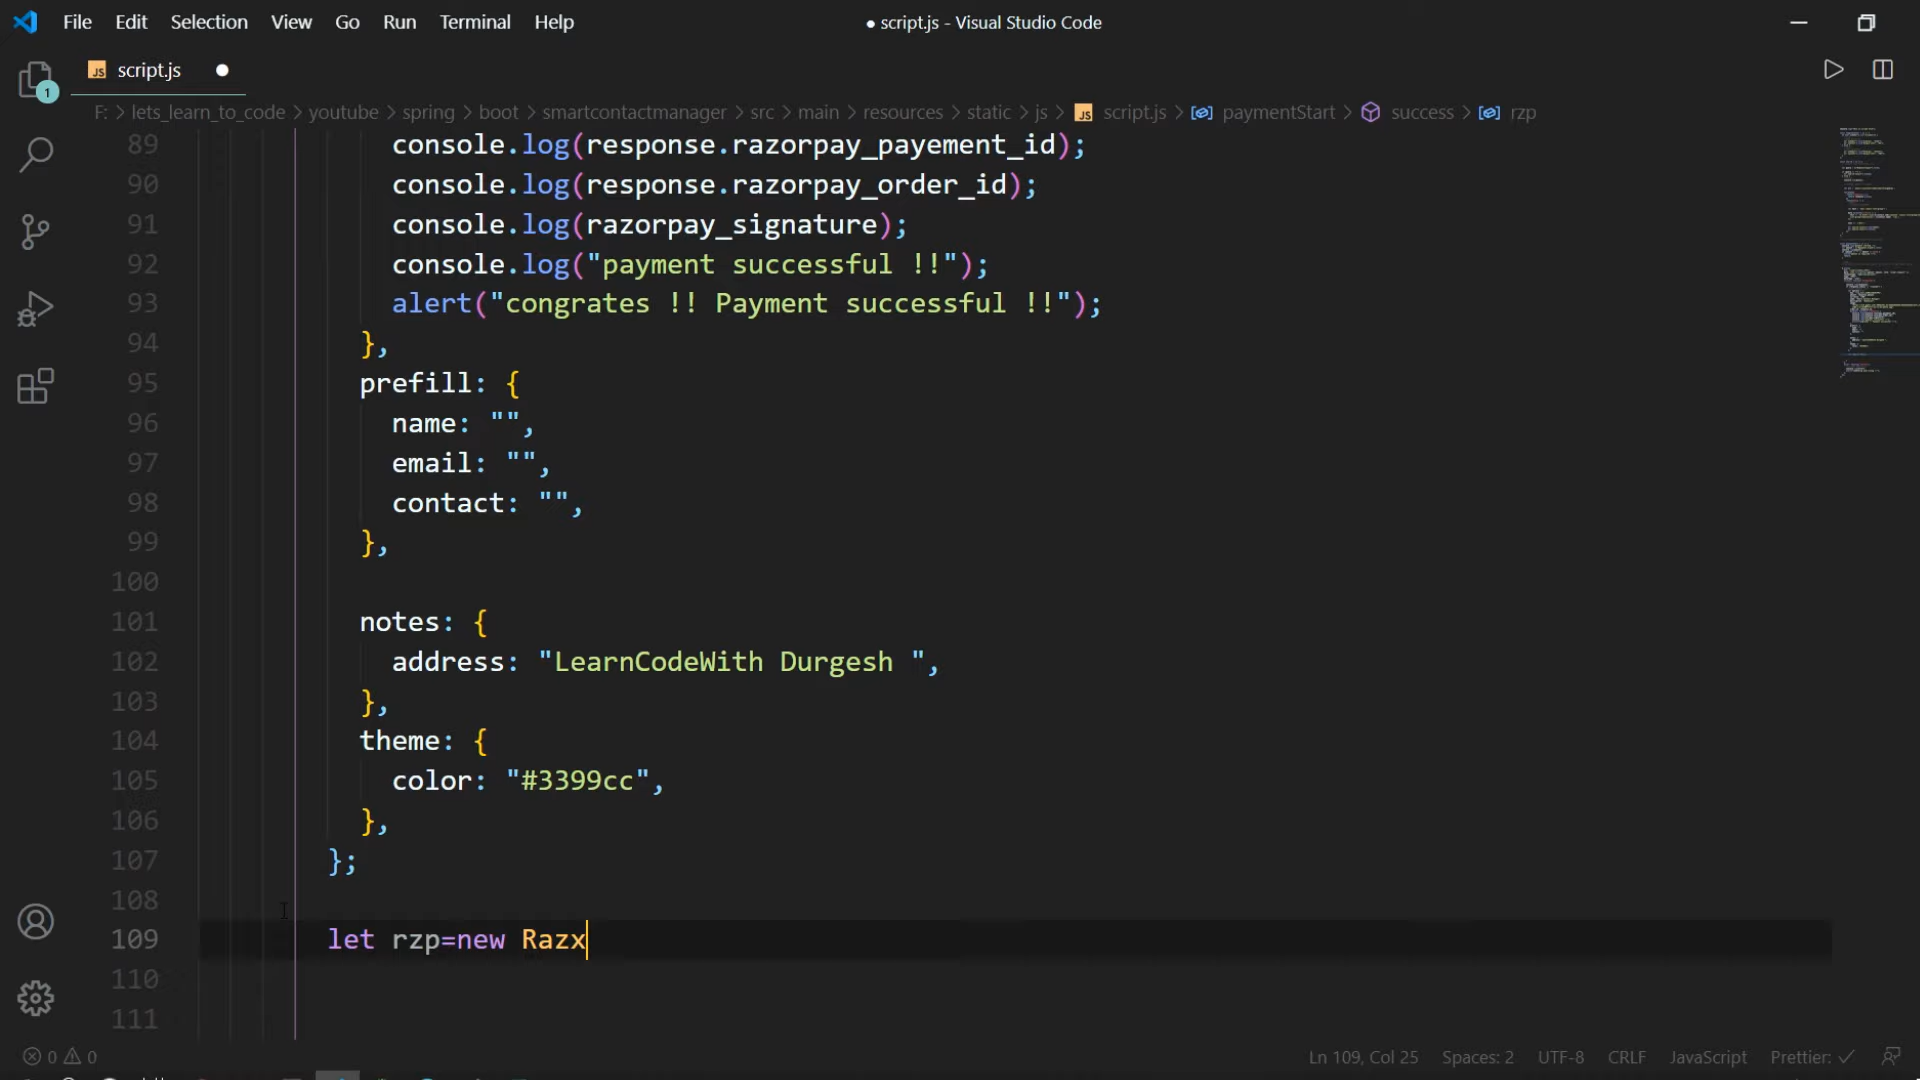 File Edit Selection View Go Run Terminal Help
● script.js - Visual Studio Code
JS script.js ●
F: > lets_learn_to_code > youtube > spring > boot > smartcontactmanager > src > main > resources > static > js > JS script.js > paymentStart > success > rzp
1
89 console.log(response.razorpay_payement_id);
90 console.log(response.razorpay_order_id);
91 console.log(razorpay_signature);
92 console.log("payment successful !!");
93 alert("congrates !! Payment successful !!");
94 },
95 prefill: {
96 name: "",
97 email: "",
98 contact: "",
99 },
100
101 notes: {
102 address: "LearnCodeWith Durgesh ",
103 },
104 theme: {
105 color: "#3399cc",
106 },
107 };
108
109 let rzp=new Razx
110
111
0 0 Ln 109, Col 25 Spaces: 2 UTF-8 CRLF JavaScript Prettier: ✓